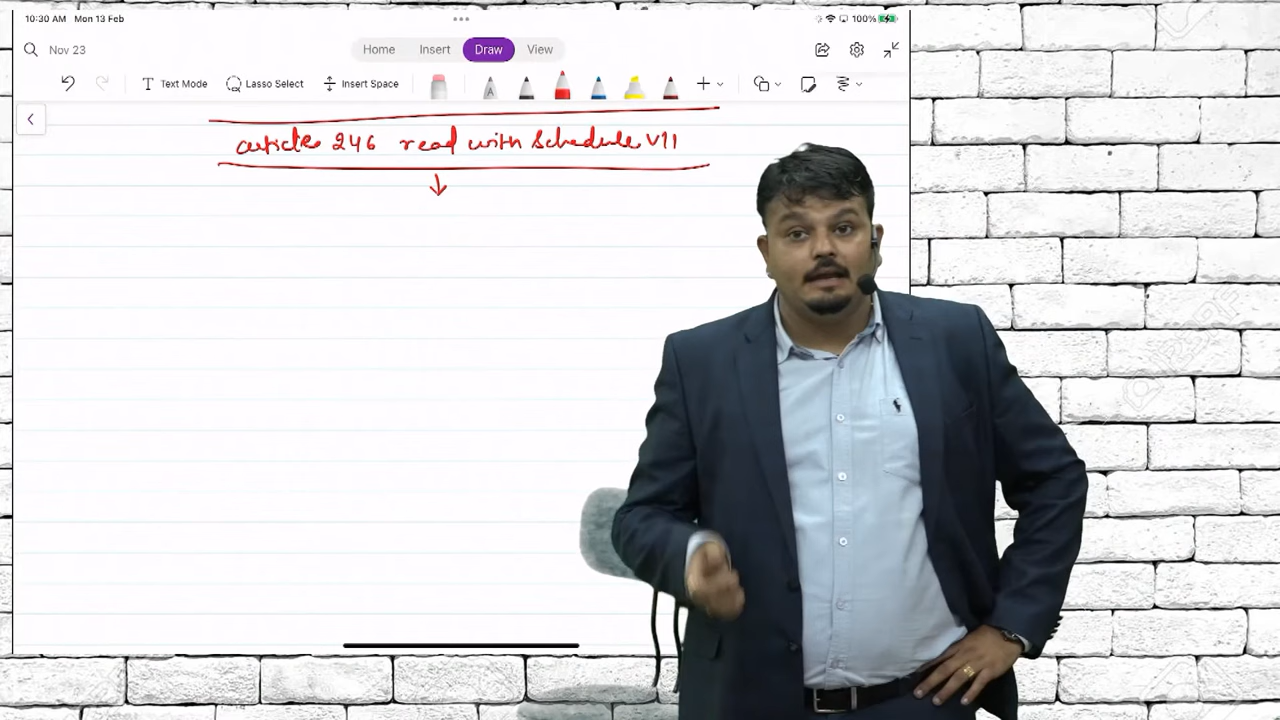 10:30 AM Mon 13 Feb
100%
Nov 23
Home Insert Draw View
Text Mode Lasso Select Insert Space
article 246 read with Schedule VII